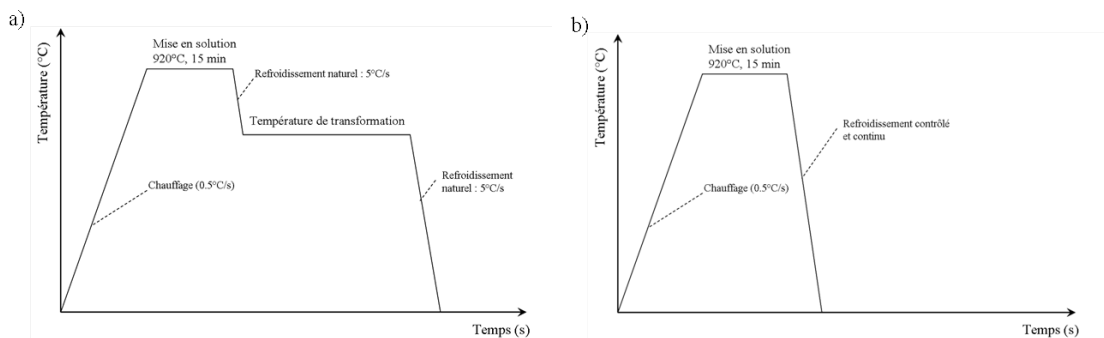 a)
Température (°C)
Mise en solution
920°C, 15 min
Refroidissement naturel : 5°C/s
Température de transformation
Chauffage (0.5°C/s)
Refroidissement
naturel : 5°C/s
Temps (s)
b)
Température (°C)
Mise en solution
920°C, 15 min
Refroidissement contrôlé
et continu
Chauffage (0.5°C/s)
Temps (s)